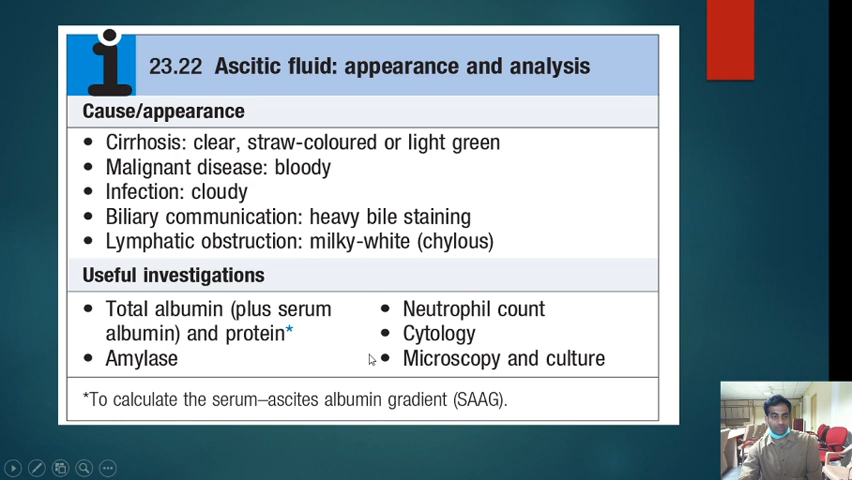 23.22 Ascitic fluid: appearance and analysis
Cause/appearance
• Cirrhosis: clear, straw-coloured or light green
• Malignant disease: bloody
• Infection: cloudy
• Biliary communication: heavy bile staining
• Lymphatic obstruction: milky-white (chylous)
Useful investigations
• Total albumin (plus serum
albumin) and protein*
• Amylase
• Neutrophil count
• Cytology
• Microscopy and culture
*To calculate the serum–ascites albumin gradient (SAAG).